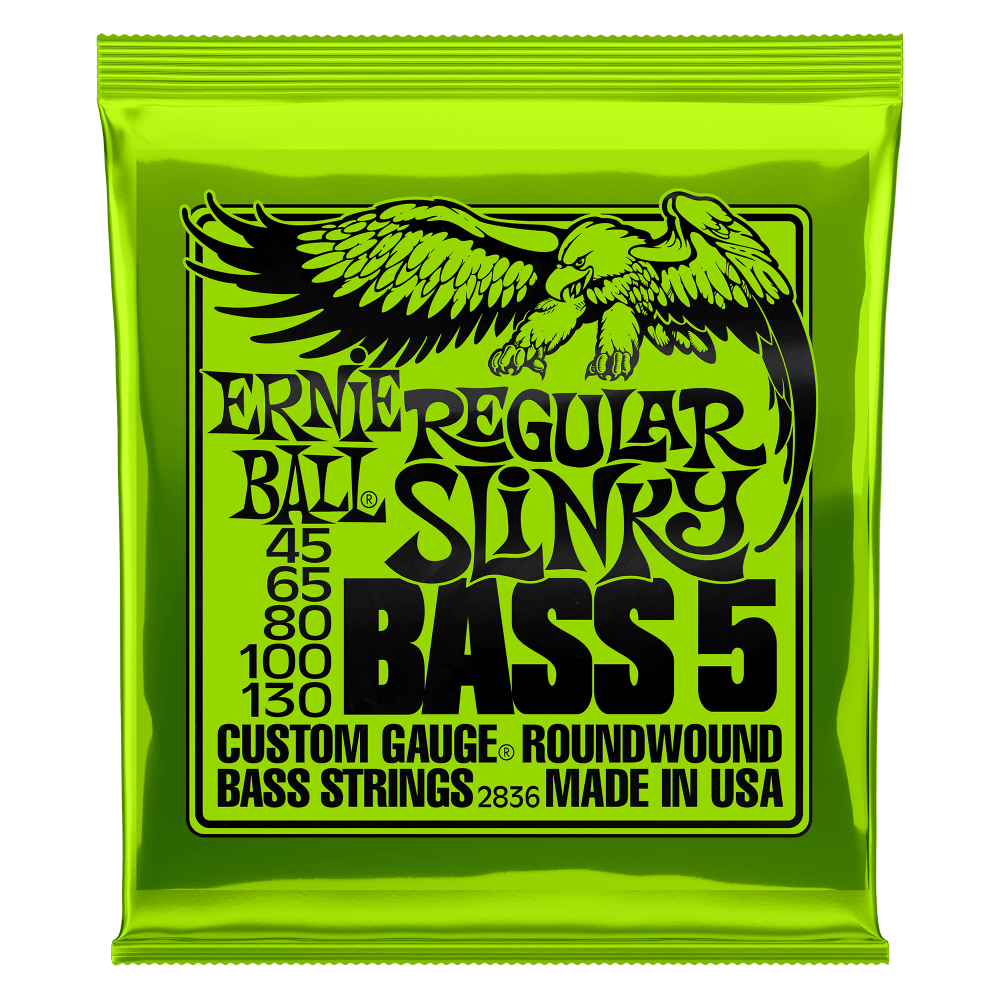 ERNiE
BALL®
REGULAR
SLiNKY
45
65
80
100
130
BASS 5
CUSTOM GAUGE® ROUNDWOUND
BASS STRINGS 2836 MADE IN USA